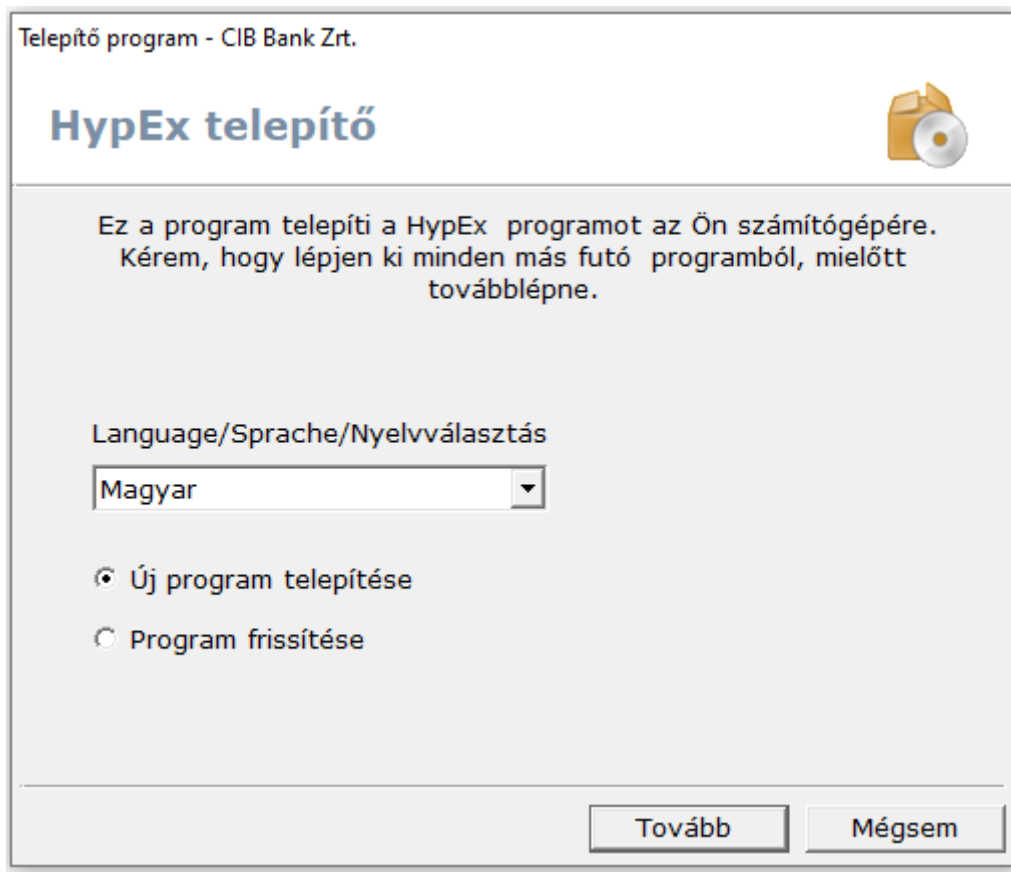 Telepítő program - CIB Bank Zrt.
HypEx telepítő
Ez a program telepíti a HypEx  programot az Ön számítógépére.
Kérem, hogy lépjen ki minden más futó  programból, mielőtt
továbblépne.
Language/Sprache/Nyelvválasztás
Magyar
Új program telepítése
Program frissítése
Tovább
Mégsem